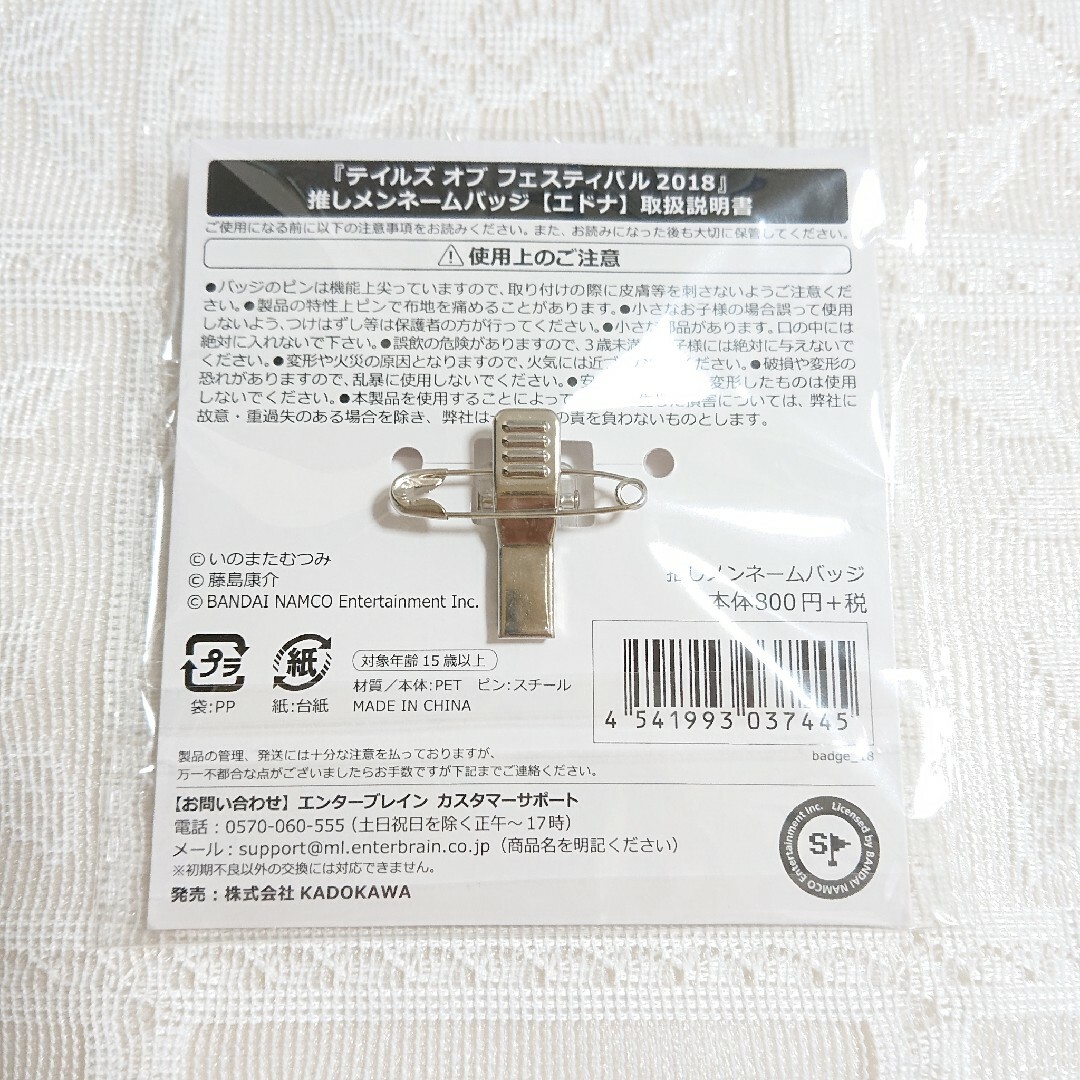 『テイルズ オブ フェスティバル 2018』
推しメンネームバッジ【エドナ】取扱説明書
ご使用になる前に以下の注意事項をお読みください。また、お読みになった後も大切に保管してください。
使用上のご注意
●バッジのピンは機能上尖っていますので、取り付けの際に皮膚等を刺さないようご注意くだ
さい。●製品の特性上ピンで布地を痛めることがあります。●小さなお子様の場合誤って使用
しないよう、つけはずし等は保護者の方が行ってください。●小さな部品があります。口の中には
絶対に入れないで下さい。●誤飲の危険がありますので、3歳未満 子様には絶対に与えないで
ください。●変形や火災の原因となりますので、火気には近づ ください。●破損や変形の
恐れがありますので、乱暴に使用しないでください。● 変形したものは使用
しないでください。●本製品を使用することによって 損害については、弊社に
故意・重過失のある場合を除き、弊社は一 の責を負わないものとします。
©いのまたむつみ
©藤島康介
©BANDAI NAMCO Entertainment Inc.
推しメンネームバッジ
本体800円+税
プラ
袋:PP
紙
紙:台紙
対象年齢15歳以上
材質/本体:PET ピン:スチール
MADE IN CHINA
4 541993 037445
badge_18
製品の管理、発送には十分な注意を払っておりますが、
万一不都合な点がございましたらお手数ですが下記までご連絡ください。
【お問い合わせ】エンターブレイン カスタマーサポート
電話:0570-060-555(土日祝日を除く正午~17時)
メール:support@ml.enterbrain.co.jp(商品名を明記ください)
※初期不良以外の交換には対応できません。
発売:株式会社KADOKAWA
Licensed by BANDAI NAMCO Entertainment Inc.
S